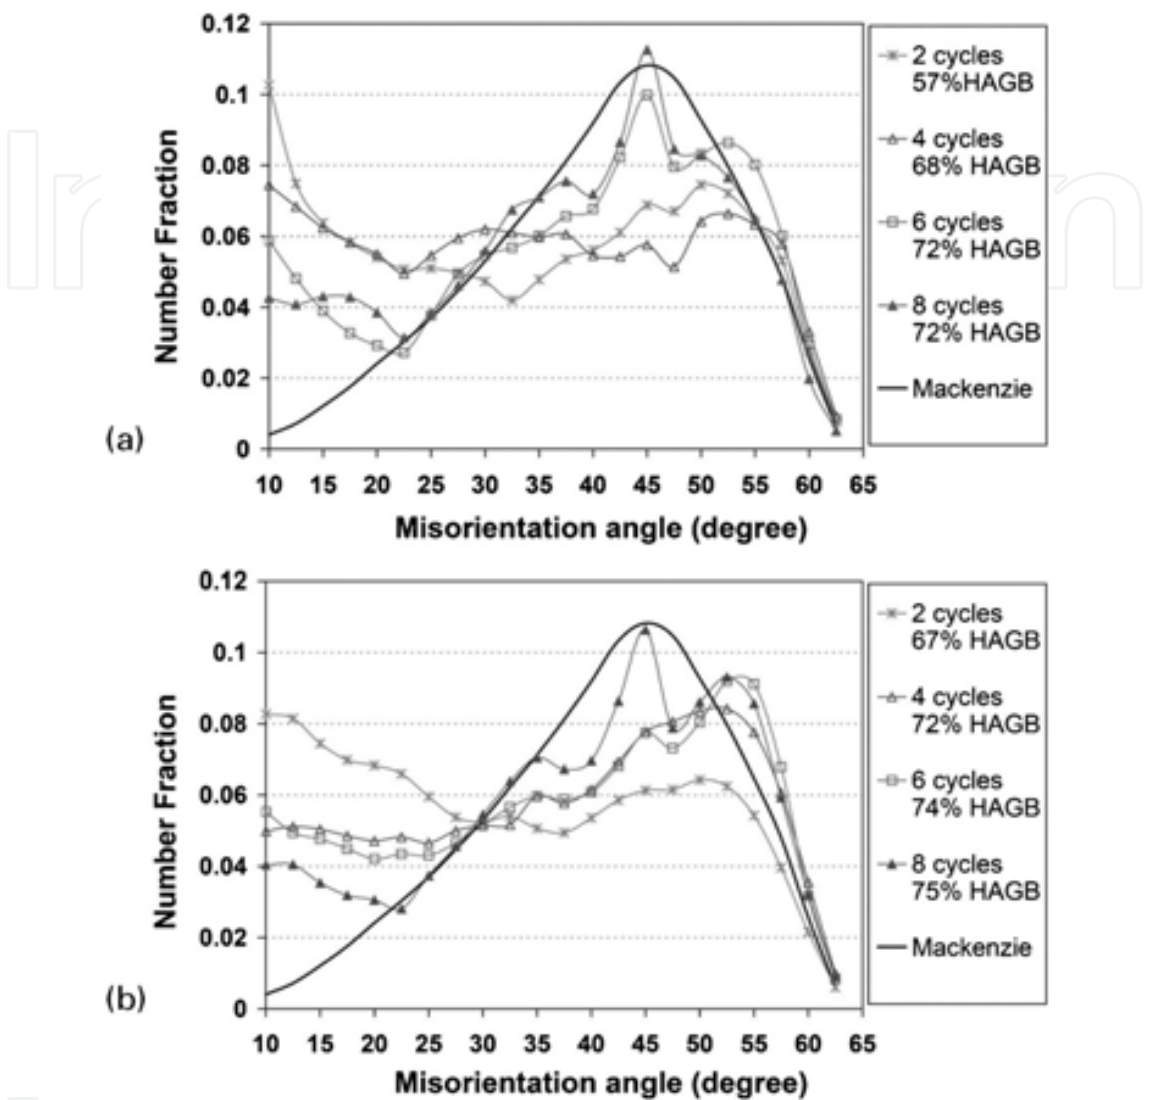 0.12
0.1
0.08
0.06
0.04
0.02
0
Number Fraction
(a)
10 15 20 25 30 35 40 45 50 55 60 65
Misorientation angle (degree)
2 cycles
57%HAGB
4 cycles
68% HAGB
6 cycles
72% HAGB
8 cycles
72% HAGB
Mackenzie
0.12
0.1
0.08
0.06
0.04
0.02
0
Number Fraction
(b)
10 15 20 25 30 35 40 45 50 55 60 65
Misorientation angle (degree)
2 cycles
67% HAGB
4 cycles
72% HAGB
6 cycles
74% HAGB
8 cycles
75% HAGB
Mackenzie